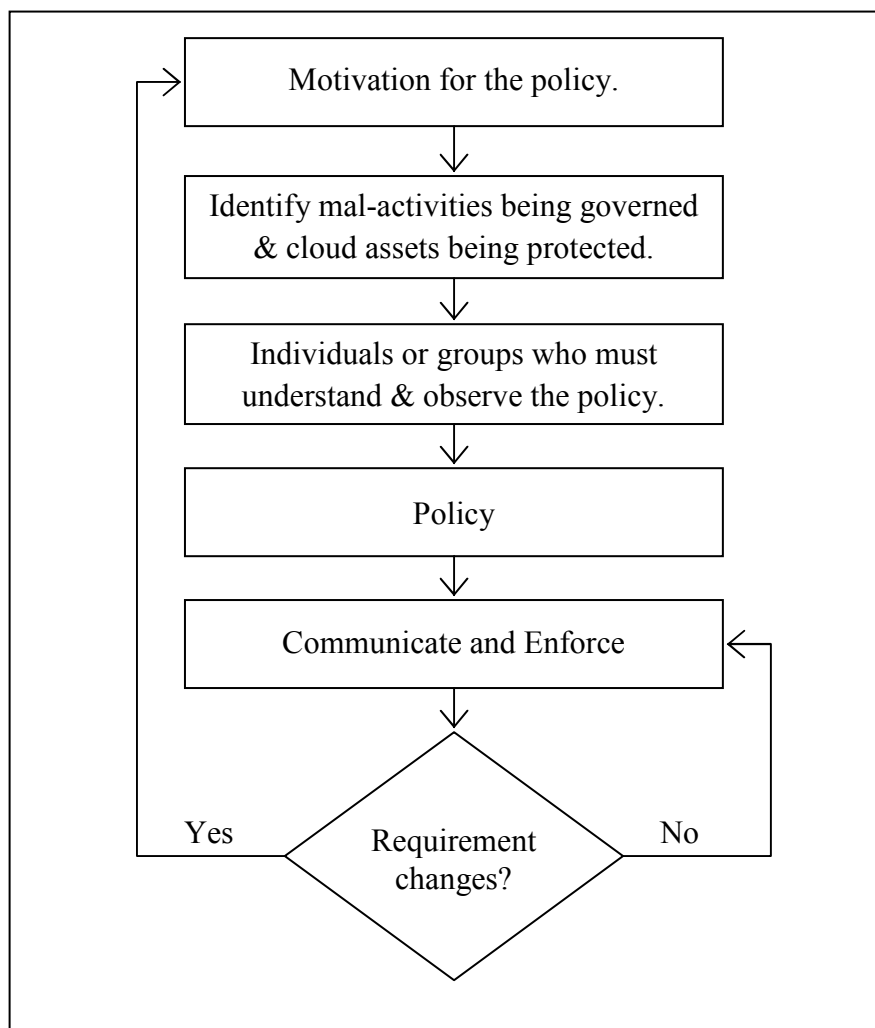 Motivation for the policy.
Identify mal-activities being governed
& cloud assets being protected.
Individuals or groups who must
understand & observe the policy.
Policy
Communicate and Enforce
Yes
No
Requirement
changes?